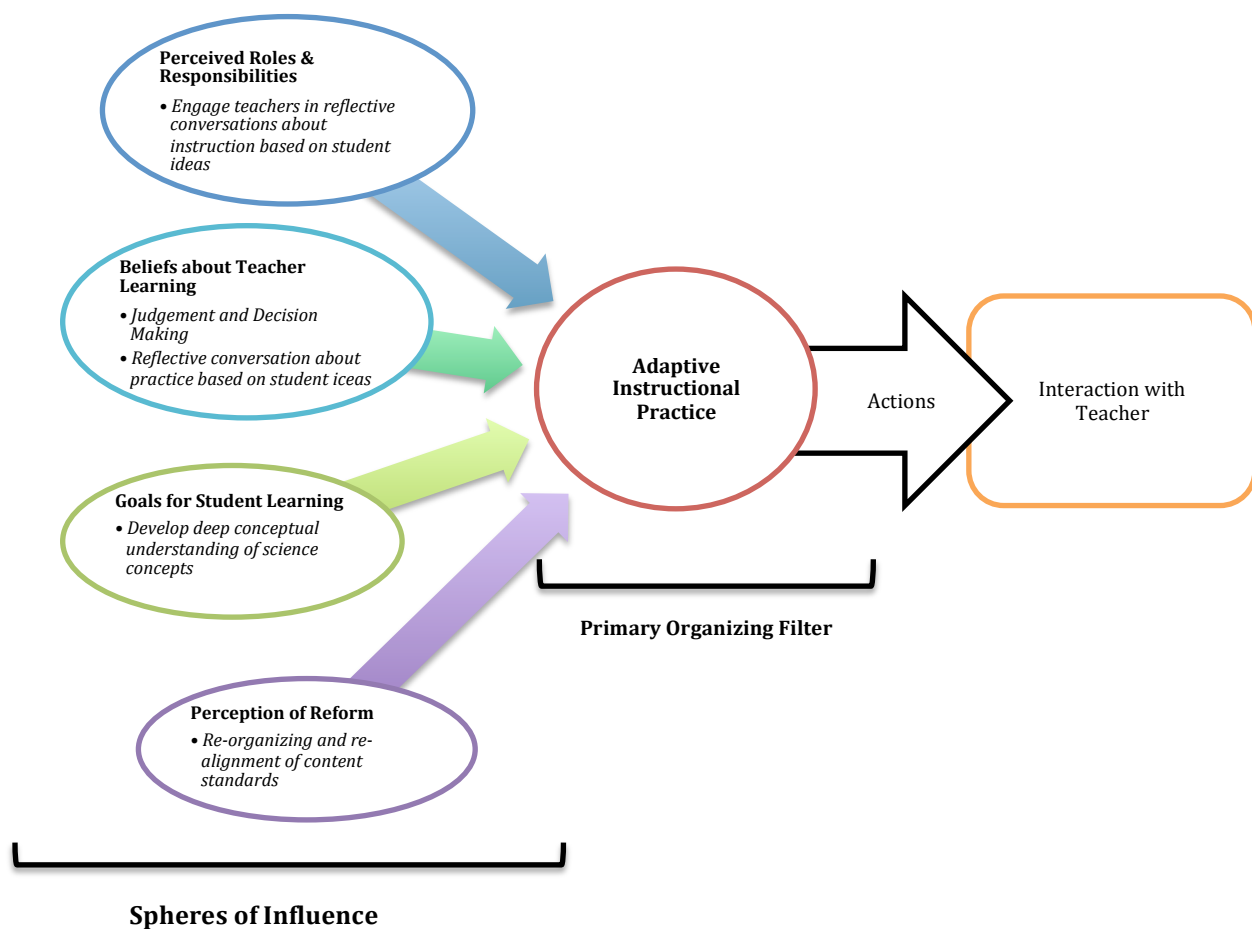 Perceived Roles &
Responsibilities
• Engage teachers in reflective
conversations about
instruction based on student
ideas
Beliefs about Teacher
Learning
• Judgement and Decision
Making
• Reflective conversation about
practice based on student iceas
Goals for Student Learning
• Develop deep conceptual
understanding of science
concepts
Perception of Reform
• Re-organizing and re-
alignment of content
standards
Spheres of Influence
Adaptive
Instructional
Practice
Primary Organizing Filter
Actions
Interaction with
Teacher